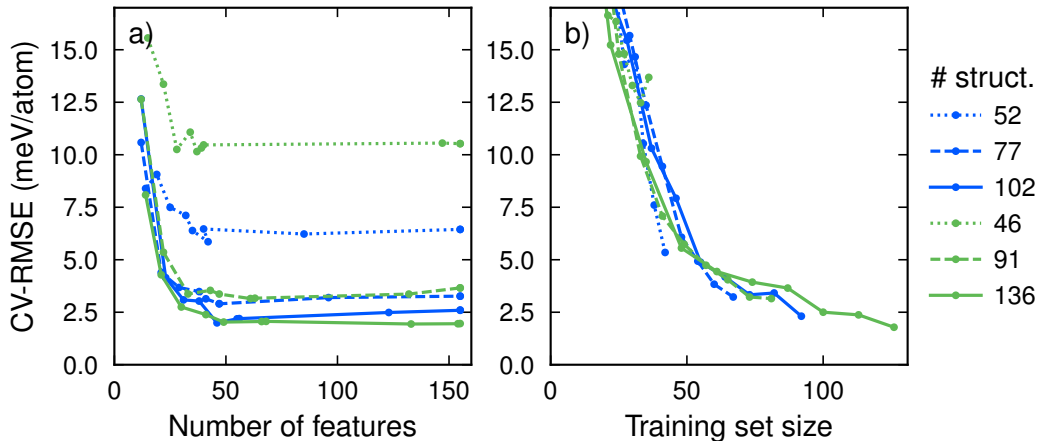 a)
b)
15.0
12.5
10.0
7.5
5.0
2.5
0.0
CV-RMSE (meV/atom)
0 50 100 150
Number of features
15.0
12.5
10.0
7.5
5.0
2.5
0.0
0 50 100
Training set size
# struct.
52
77
102
46
91
136